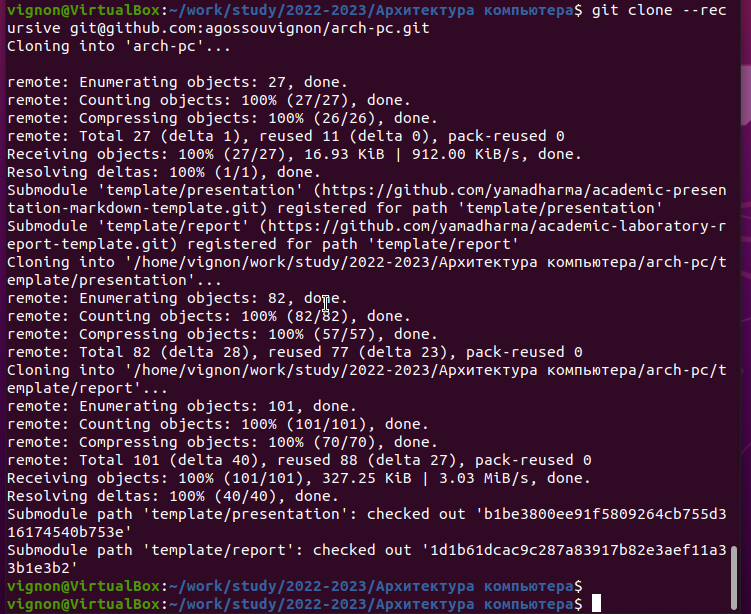 vignon@VirtualBox:~/work/study/2022-2023/Архитектура компьютера$ git clone --rec
ursive git@github.com:agossouvignon/arch-pc.git
Cloning into 'arch-pc'...
remote: Enumerating objects: 27, done.
remote: Counting objects: 100% (27/27), done.
remote: Compressing objects: 100% (26/26), done.
remote: Total 27 (delta 1), reused 11 (delta 0), pack-reused 0
Receiving objects: 100% (27/27), 16.93 KiB | 912.00 KiB/s, done.
Resolving deltas: 100% (1/1), done.
Submodule 'template/presentation' (https://github.com/yamadharma/academic-presen
tation-markdown-template.git) registered for path 'template/presentation'
Submodule 'template/report' (https://github.com/yamadharma/academic-laboratory-r
eport-template.git) registered for path 'template/report'
Cloning into '/home/vignon/work/study/2022-2023/Архитектура компьютера/arch-pc/t
emplate/presentation'...
remote: Enumerating objects: 82, done.
remote: Counting objects: 100% (82/82), done.
remote: Compressing objects: 100% (57/57), done.
remote: Total 82 (delta 28), reused 77 (delta 23), pack-reused 0
Cloning into '/home/vignon/work/study/2022-2023/Архитектура компьютера/arch-pc/t
emplate/report'...
remote: Enumerating objects: 101, done.
remote: Counting objects: 100% (101/101), done.
remote: Compressing objects: 100% (70/70), done.
remote: Total 101 (delta 40), reused 88 (delta 27), pack-reused 0
Receiving objects: 100% (101/101), 327.25 KiB | 3.03 MiB/s, done.
Resolving deltas: 100% (40/40), done.
Submodule path 'template/presentation': checked out 'b1be3800ee91f5809264cb755d3
16174540b753e'
Submodule path 'template/report': checked out '1d1b61dcac9c287a83917b82e3aef11a3
3b1e3b2'
vignon@VirtualBox:~/work/study/2022-2023/Архитектура компьютера$
vignon@VirtualBox:~/work/study/2022-2023/Архитектура компьютера$